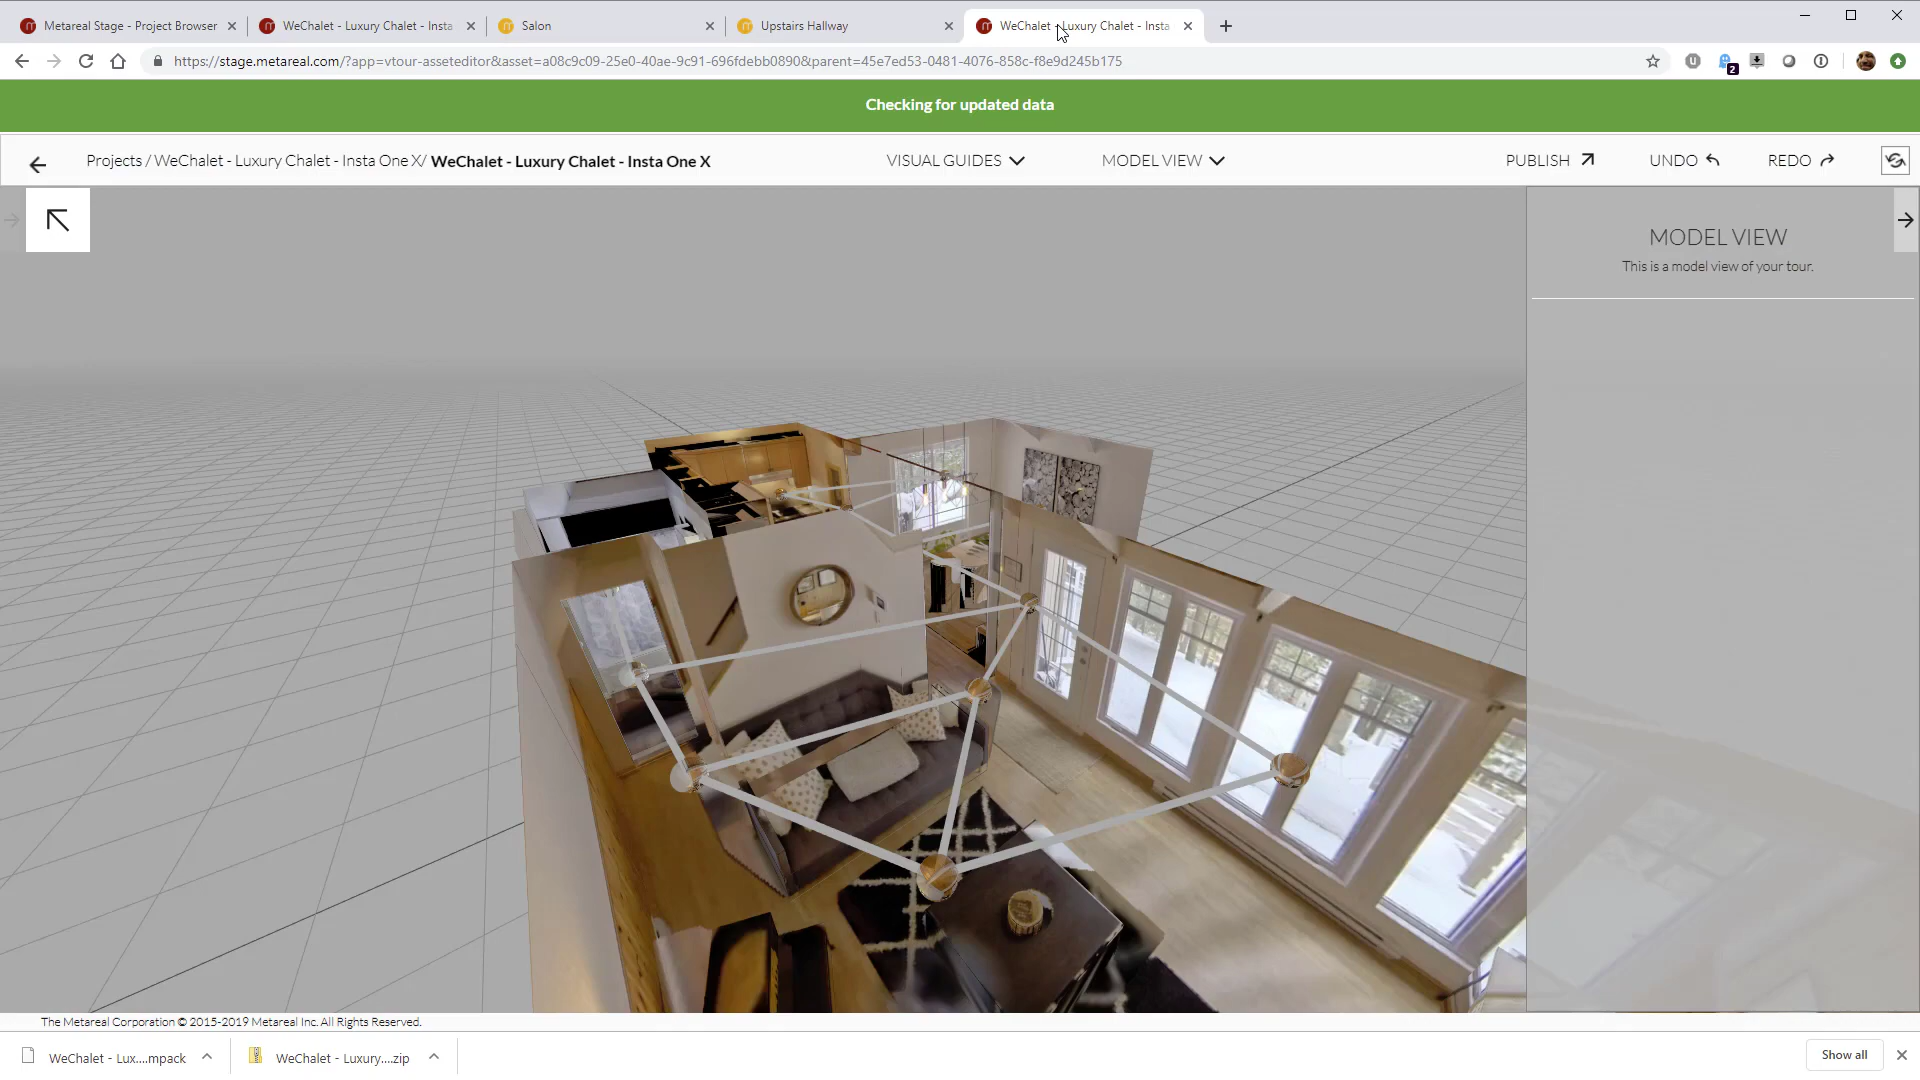 Metareal Stage - Project Browser
WeChalet - Luxury Chalet - Insta
Salon
Upstairs Hallway
WeChalet - Luxury Chalet - Insta
https://stage.metareal.com/?app=vtour-asseteditor&asset=a08c9c09-25e0-40ae-9c91-696fdebb0890&parent=45e7ed53-0481-4076-858c-f8e9d245b175
2
Checking for updated data
Projects / WeChalet - Luxury Chalet - Insta One X/ WeChalet - Luxury Chalet - Insta One X
VISUAL GUIDES
MODEL VIEW
PUBLISH
UNDO
REDO
MODEL VIEW
This is a model view of your tour.
The Metareal Corporation © 2015-2019 Metareal Inc. All Rights Reserved.
WeChalet - Lux....mpack
WeChalet - Luxury....zip
Show all